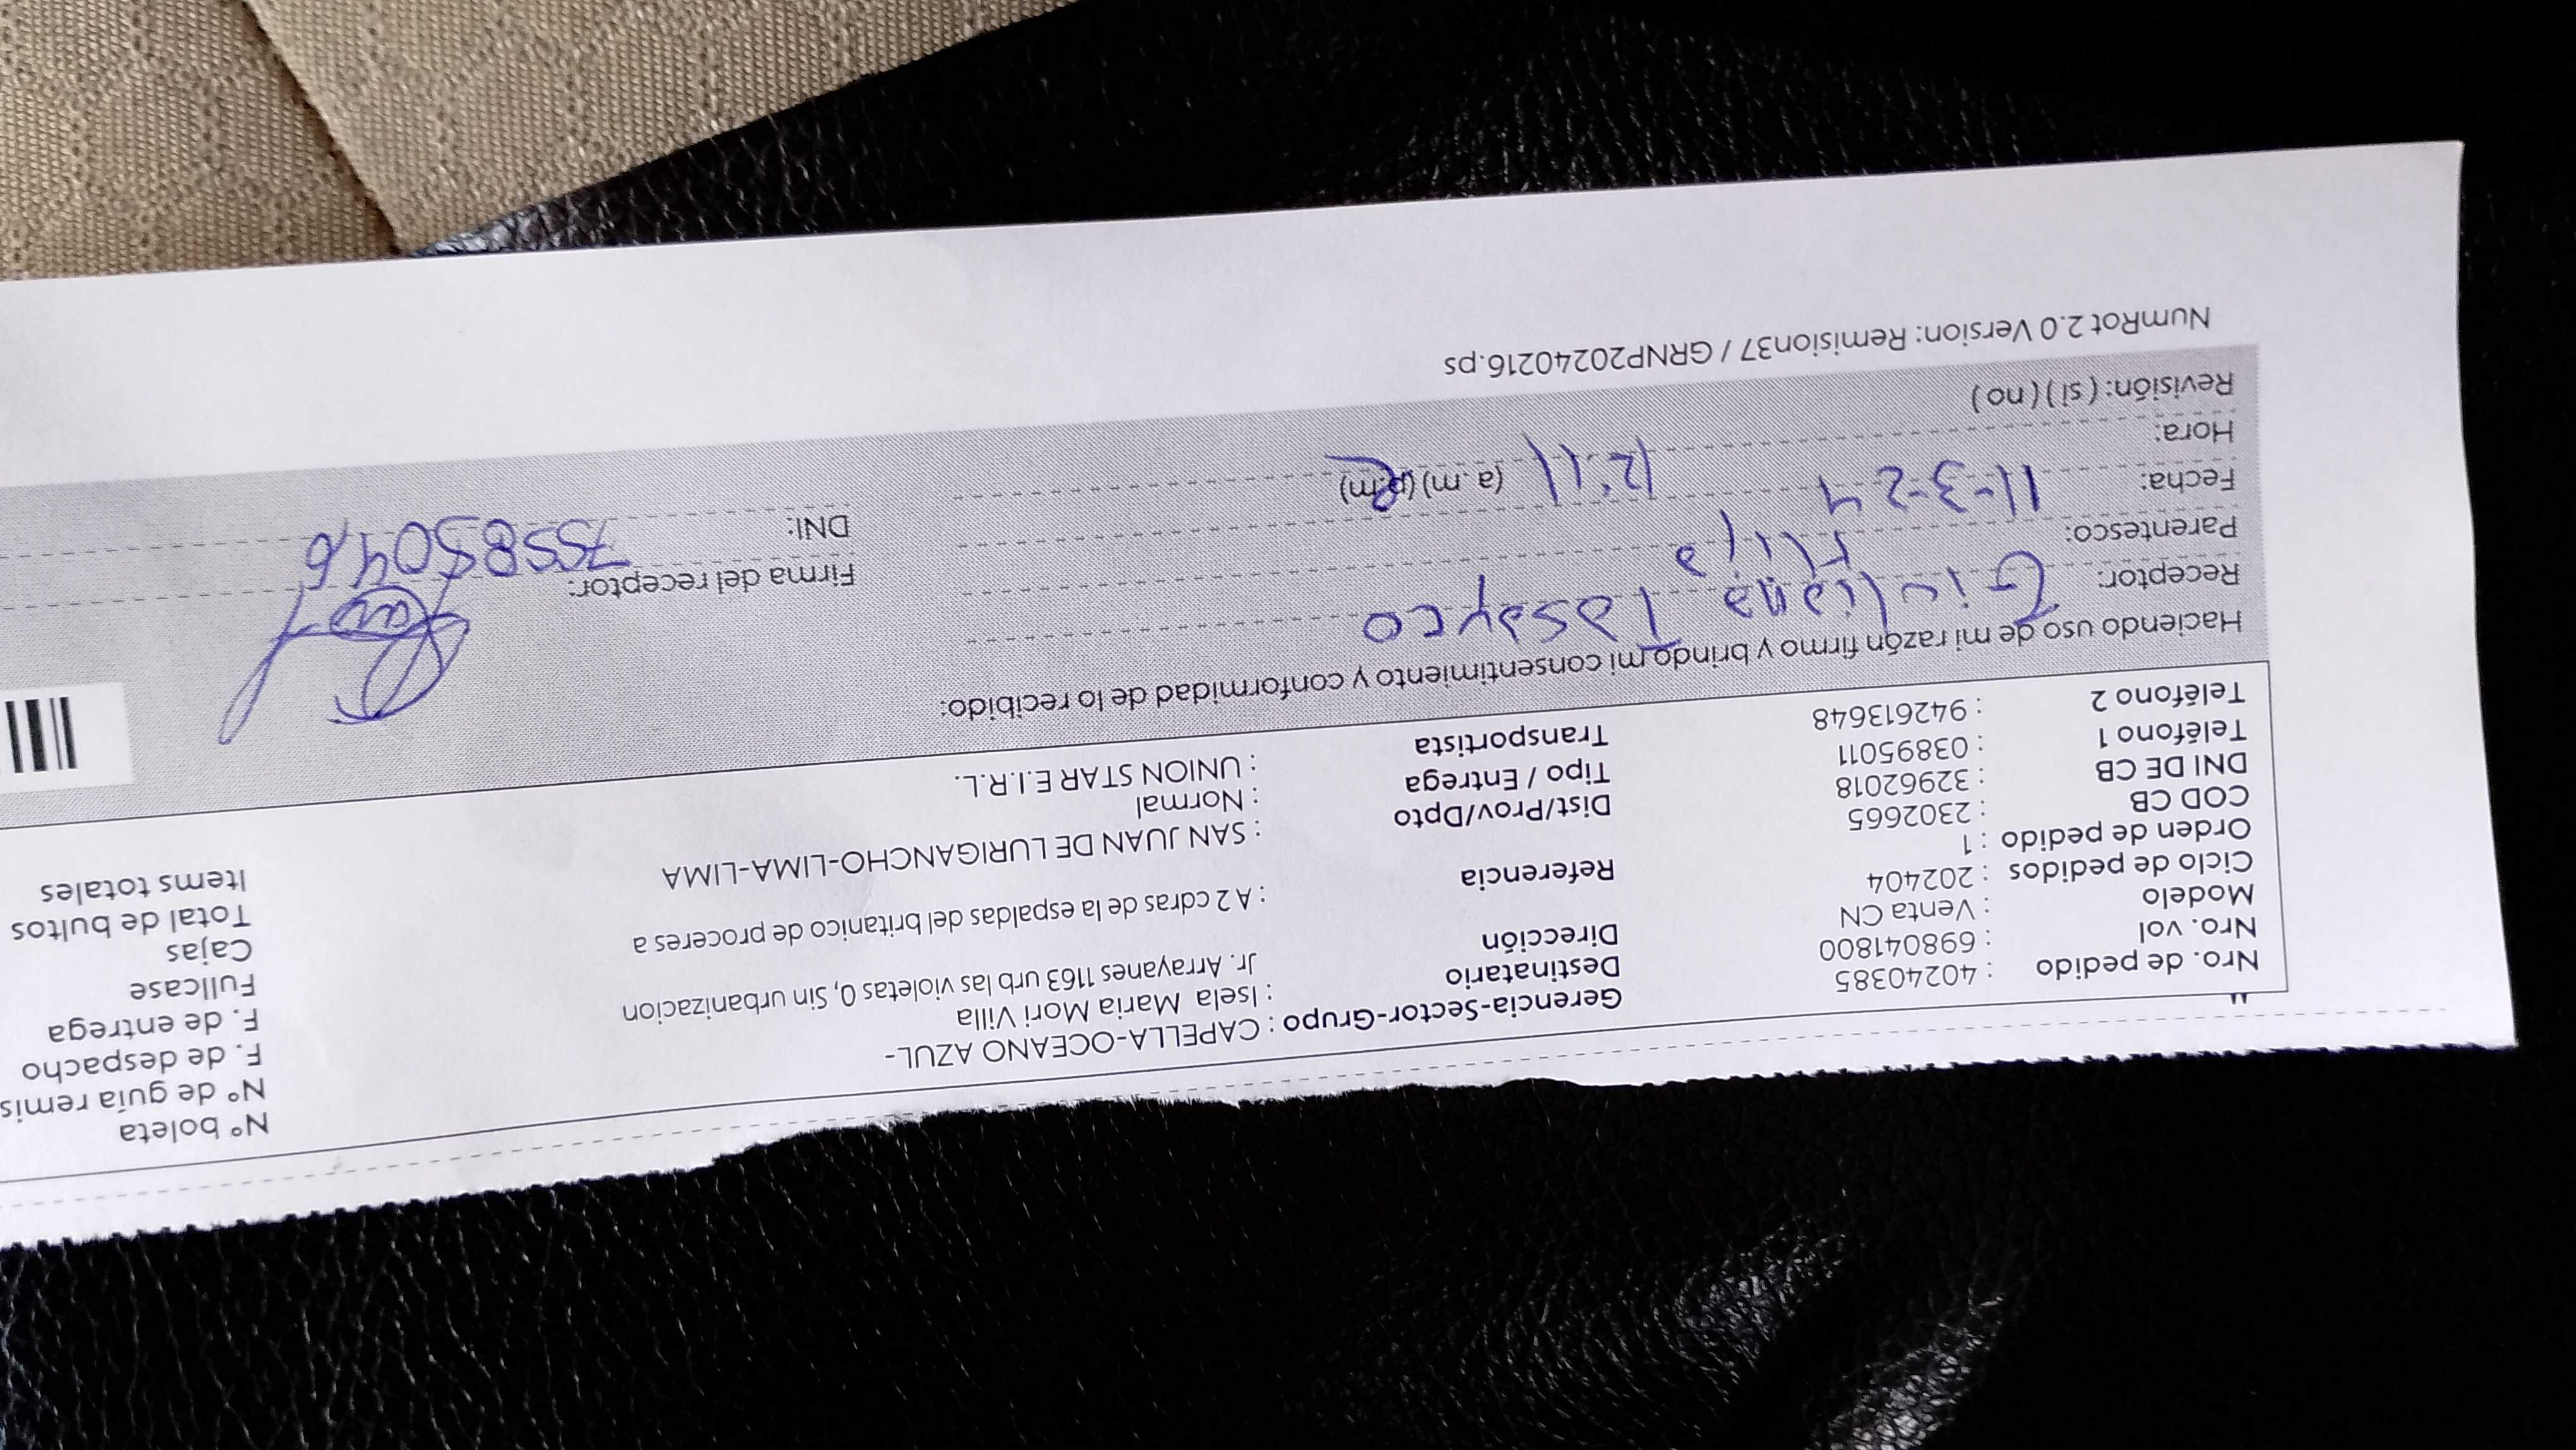 Nº boleta
Nº de guía remis
F. de despacho
F. de entrega
Fullcase
Cajas
Total de bultos
Items totales
Nro. de pedido : 40240385
Nro. vol : 698041800
Modelo : Venta CN
Ciclo de pedidos : 202404
Orden de pedido : 1
COD CB : 2302665
DNI DE CB : 32962018
Teléfono 1 : 03895011
Teléfono 2 : 942613648
Gerencia-Sector-Grupo : CAPELLA-OCEANO AZUL-
Destinatario : Isela Maria Mori Villa
Dirección Jr. Arrayanes 1163 urb las violetas 0, Sin urbanizacion
Referencia : A 2 cdras de la espaldas del britanico de proceres a
Dist/Prov/Dpto : SAN JUAN DE LURIGANCHO-LIMA-LIMA
Tipo / Entrega : Normal
Transportista : UNION STAR E.I.R.L.
Haciendo uso de mi razón firmo y brindo mi consentimiento y conformidad de lo recibido:
Receptor: Giuliana Tasayco
Parentesco: Hija
Fecha: 11-3-24
Hora: 12:11 (a.m) (p.m)
Revisión: (sí) (no)
Firma del receptor:
DNI: 75585046
NumRot 2.0 Version: Remision37 / GRNP20240216.ps